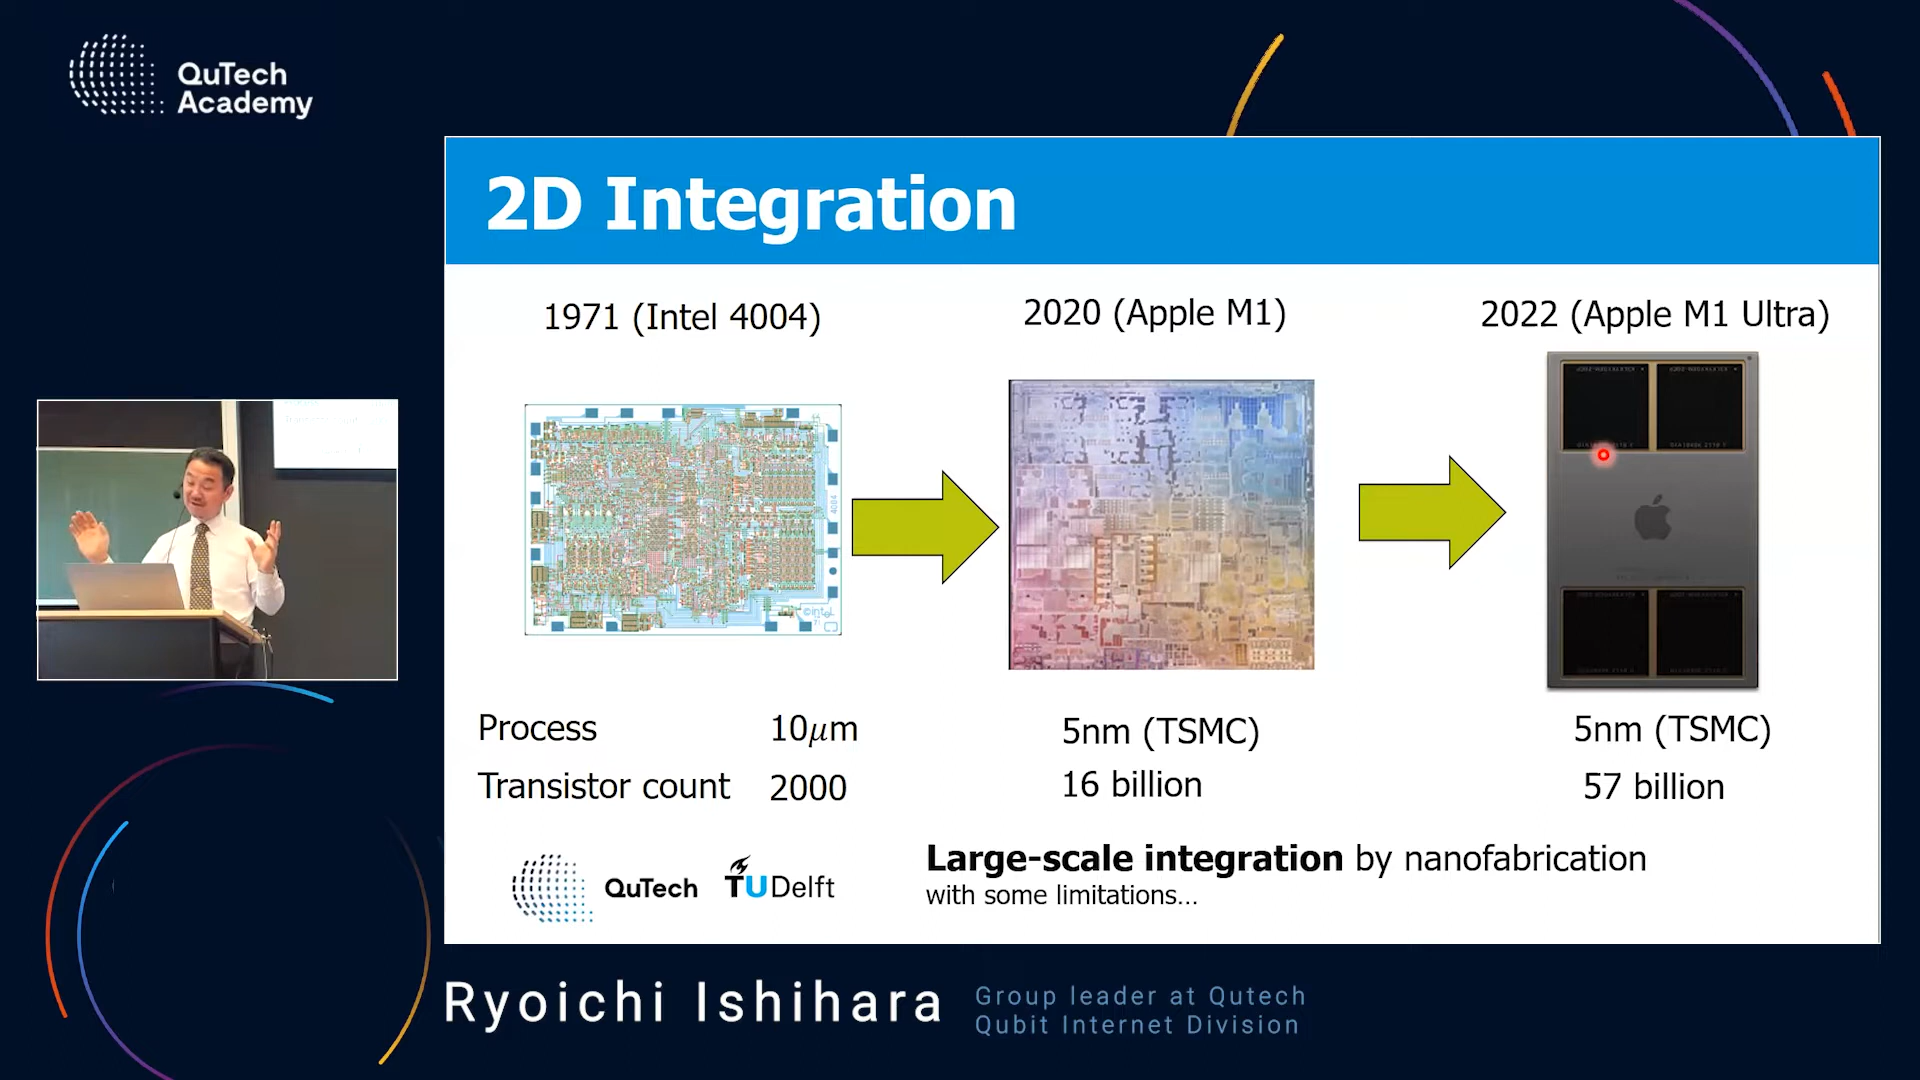 QuTech
Academy
2D Integration
1971 (Intel 4004)
2020 (Apple M1)
2022 (Apple M1 Ultra)
4004
©intel
Process
10μm
5nm (TSMC)
5nm (TSMC)
Transistor count
2000
16 billion
57 billion
QuTech
TUDelft
Large-scale integration by nanofabrication
with some limitations…
Ryoichi Ishihara
Group leader at Qutech
Qubit Internet Division